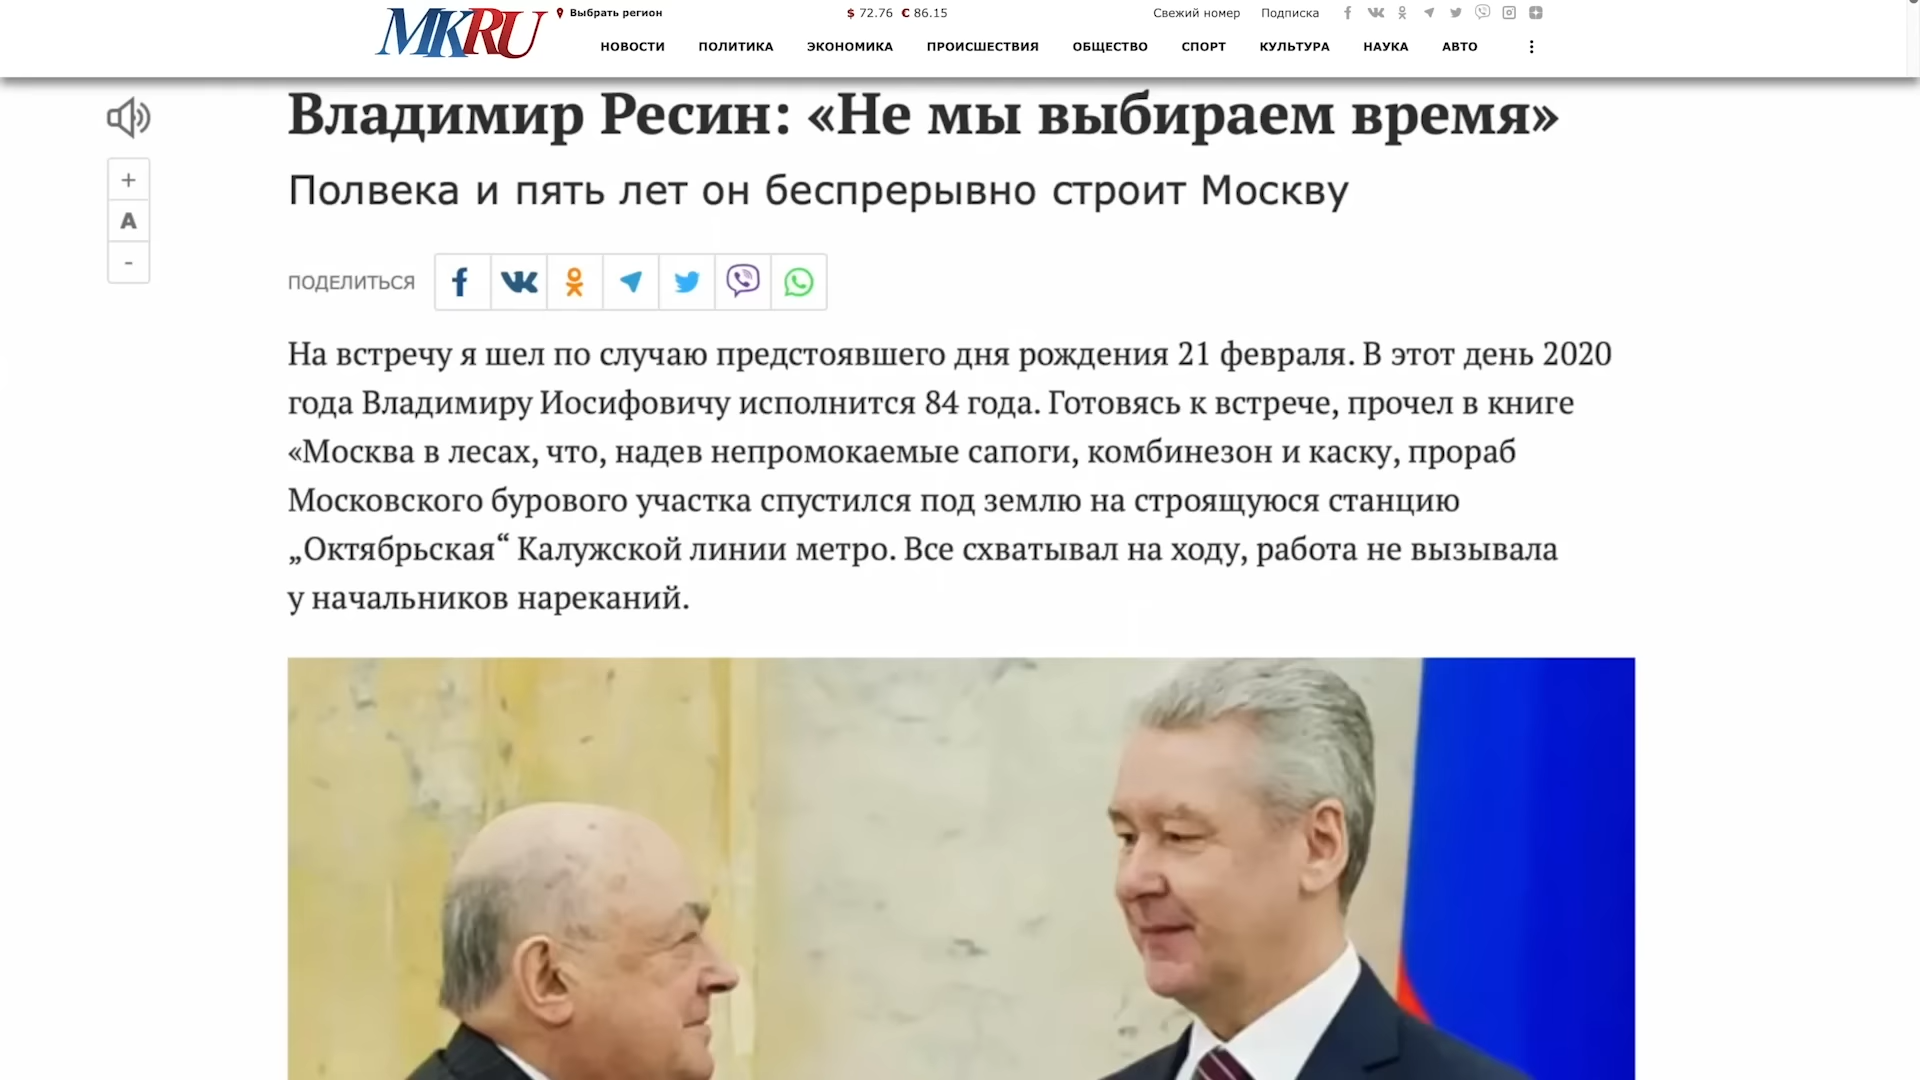 MKRU
Выбрать регион
$ 72.76 € 86.15
Свежий номер Подписка
НОВОСТИ ПОЛИТИКА ЭКОНОМИКА ПРОИСШЕСТВИЯ ОБЩЕСТВО СПОРТ КУЛЬТУРА НАУКА АВТО
Владимир Ресин: «Не мы выбираем время»
Полвека и пять лет он беспрерывно строит Москву
+
A
-
ПОДЕЛИТЬСЯ
На встречу я шел по случаю предстоявшего дня рождения 21 февраля. В этот день 2020
года Владимиру Иосифовичу исполнится 84 года. Готовясь к встрече, прочел в книге
«Москва в лесах, что, надев непромокаемые сапоги, комбинезон и каску, прораб
Московского бурового участка спустился под землю на строящуюся станцию
„Октябрьская“ Калужской линии метро. Все схватывал на ходу, работа не вызывала
у начальников нареканий.